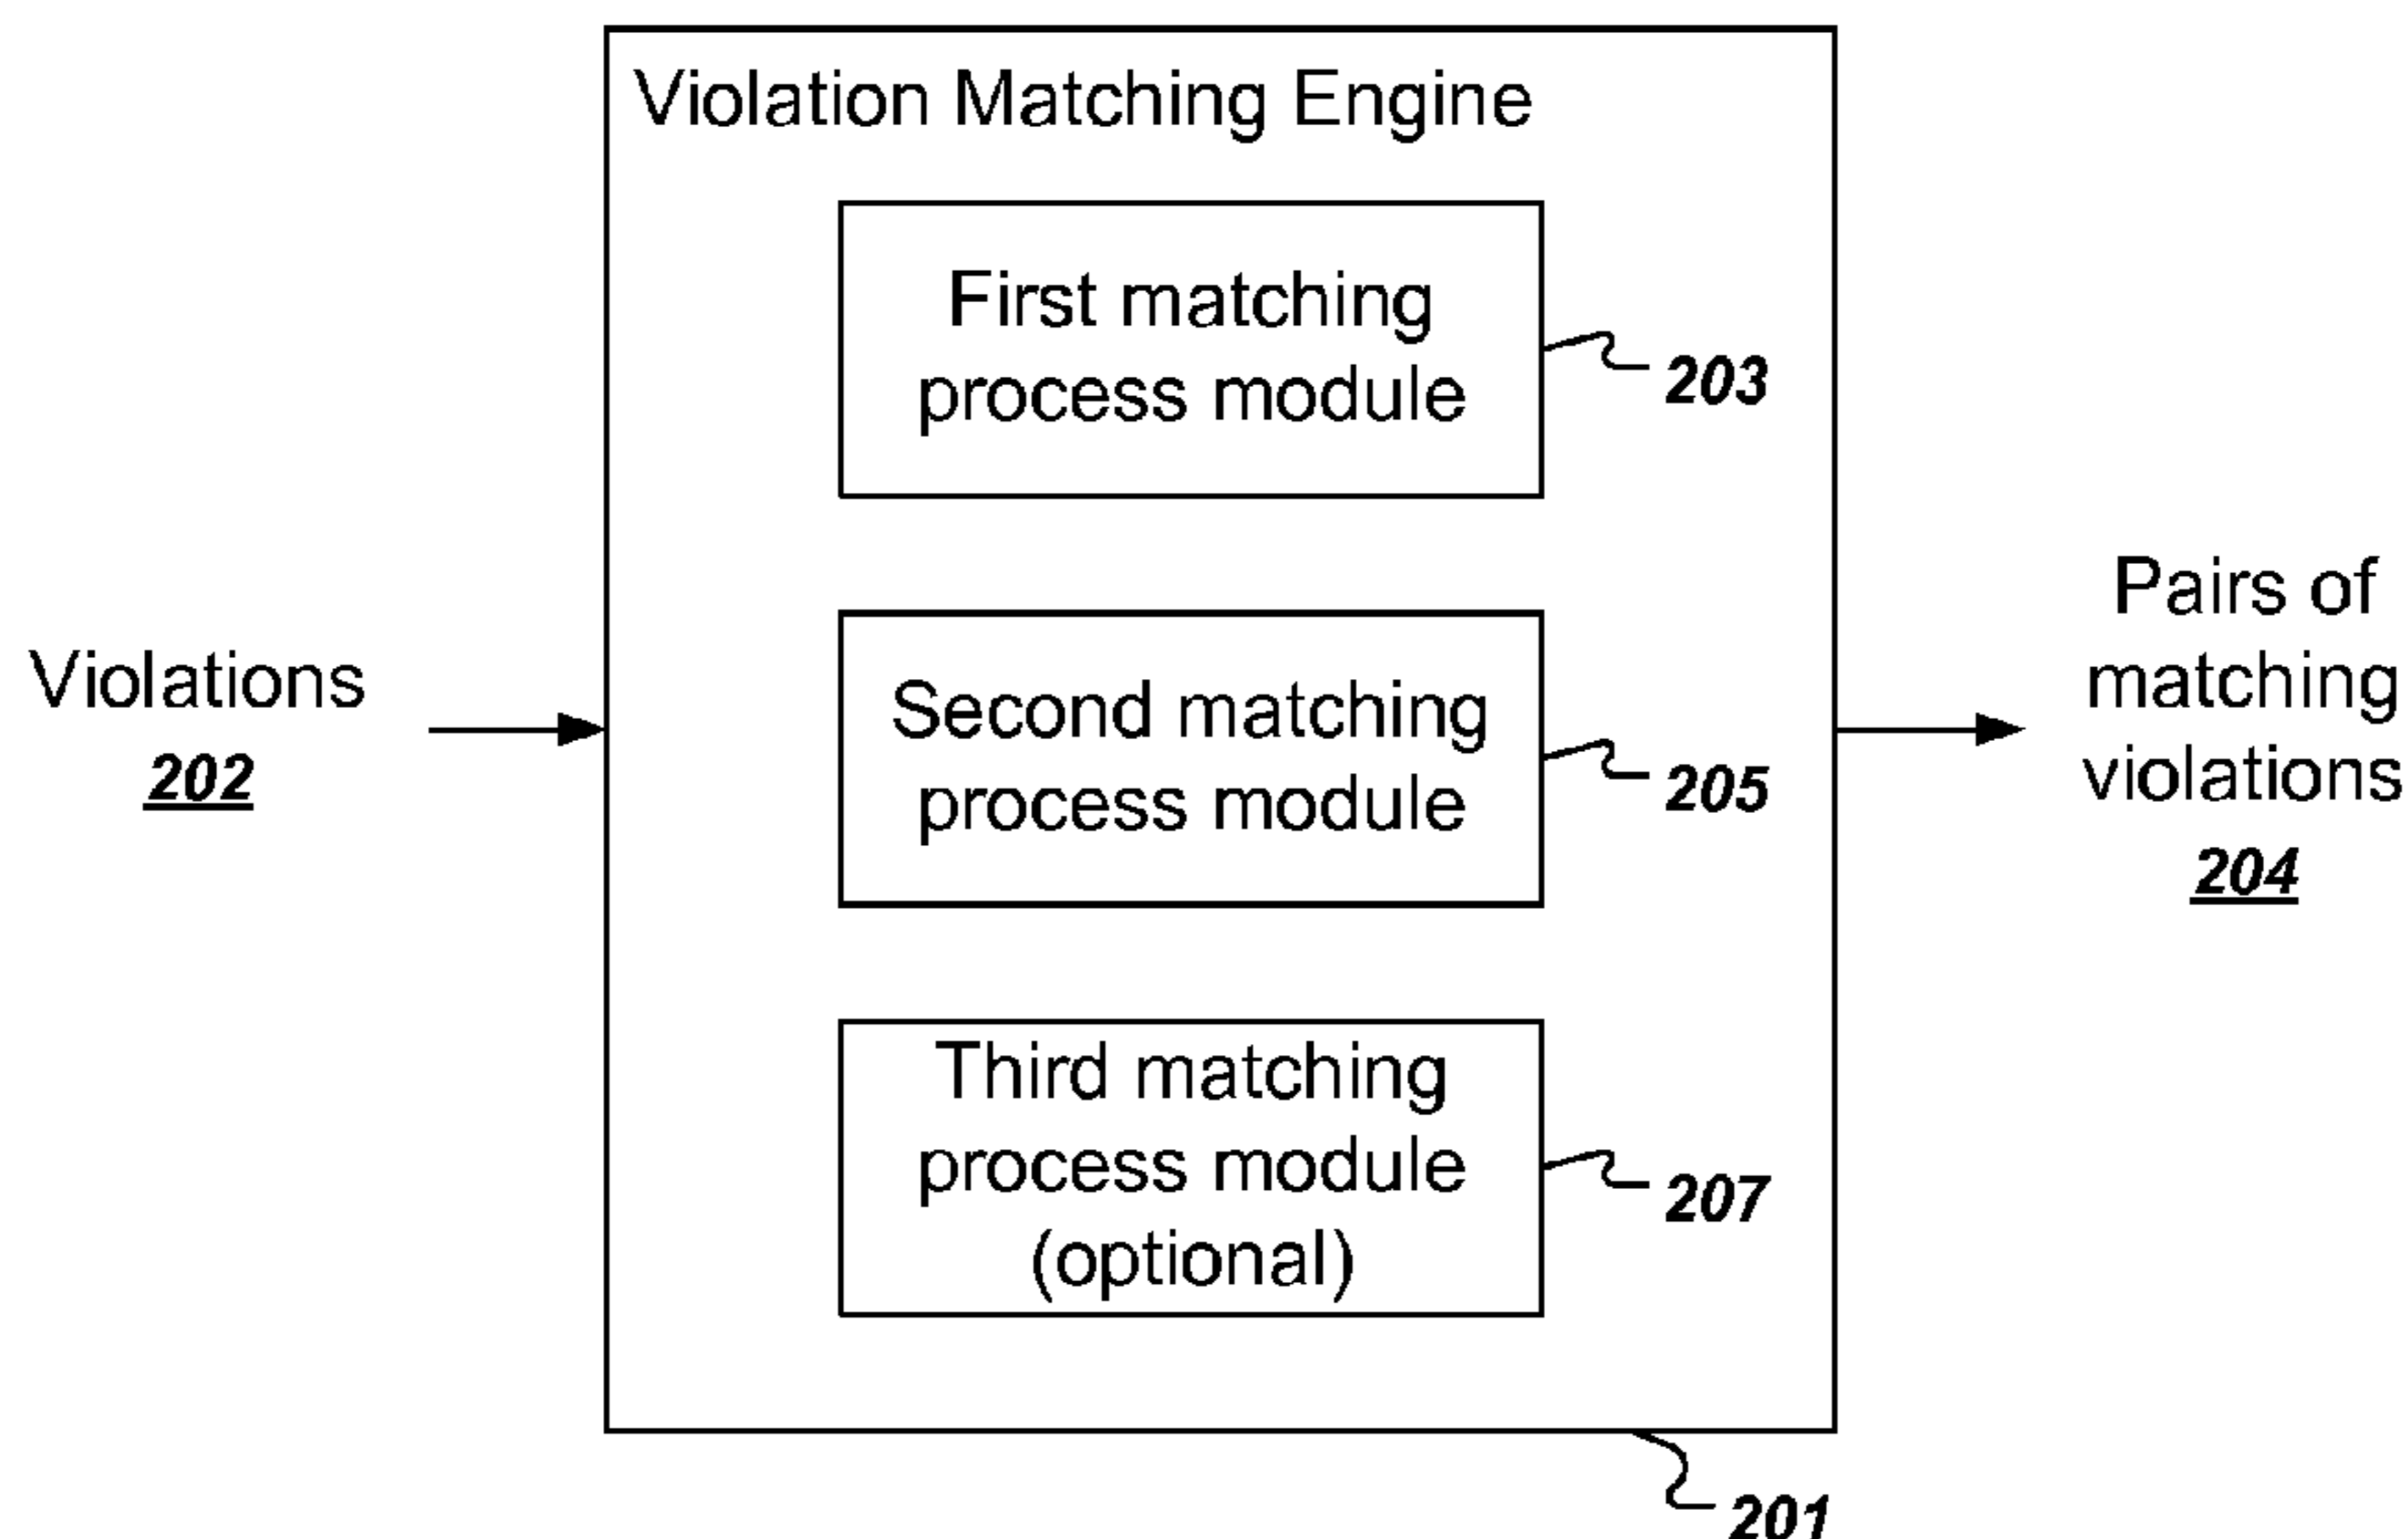 Violation Matching Engine
First matching
process module
203
Violations
202
Second matching
process module
205
Third matching
process module
(optional)
207
Pairs of
matching
violations
204
201